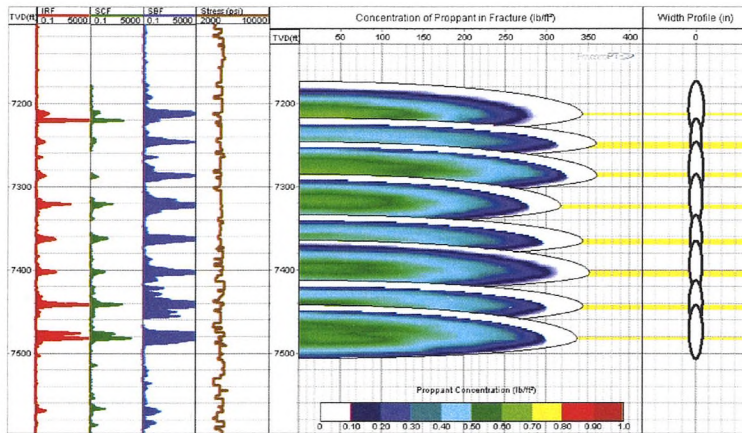 IRF SCF SBF Stress (psi) Concentration of Proppant in Fracture (lb/ft²) Width Profile (in)
TVD(ft) 0.1 5000 0.1 5000 0.1 5000 2000 10000 TVD(ft) 50 100 150 200 250 300 350 400 0
7200 7200
7300 7300
7400 7400
7500 7500
Proppant Concentration (lb/ft²)
0 0.10 0.20 0.30 0.40 0.50 0.60 0.70 0.80 0.90 1.0